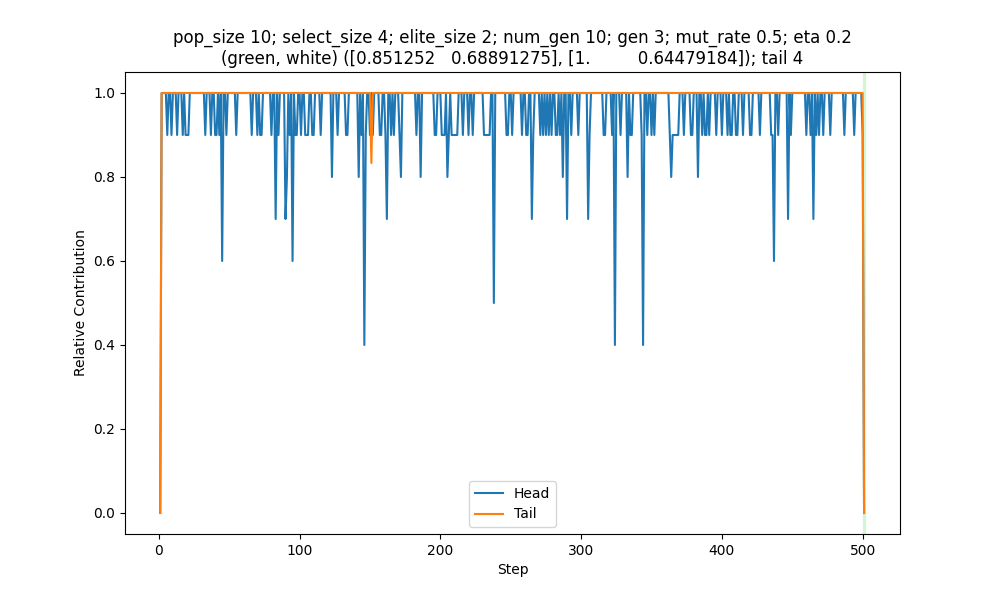 pop_size 10; select_size 4; elite_size 2; num_gen 10; gen 3; mut_rate 0.5; eta 0.2
(green, white) ([0.851252   0.68891275], [1.         0.64479184]); tail 4
1.0
0.8
0.6
0.4
0.2
0.0
Relative Contribution
Head
Tail
0
100
200
300
400
500
Step